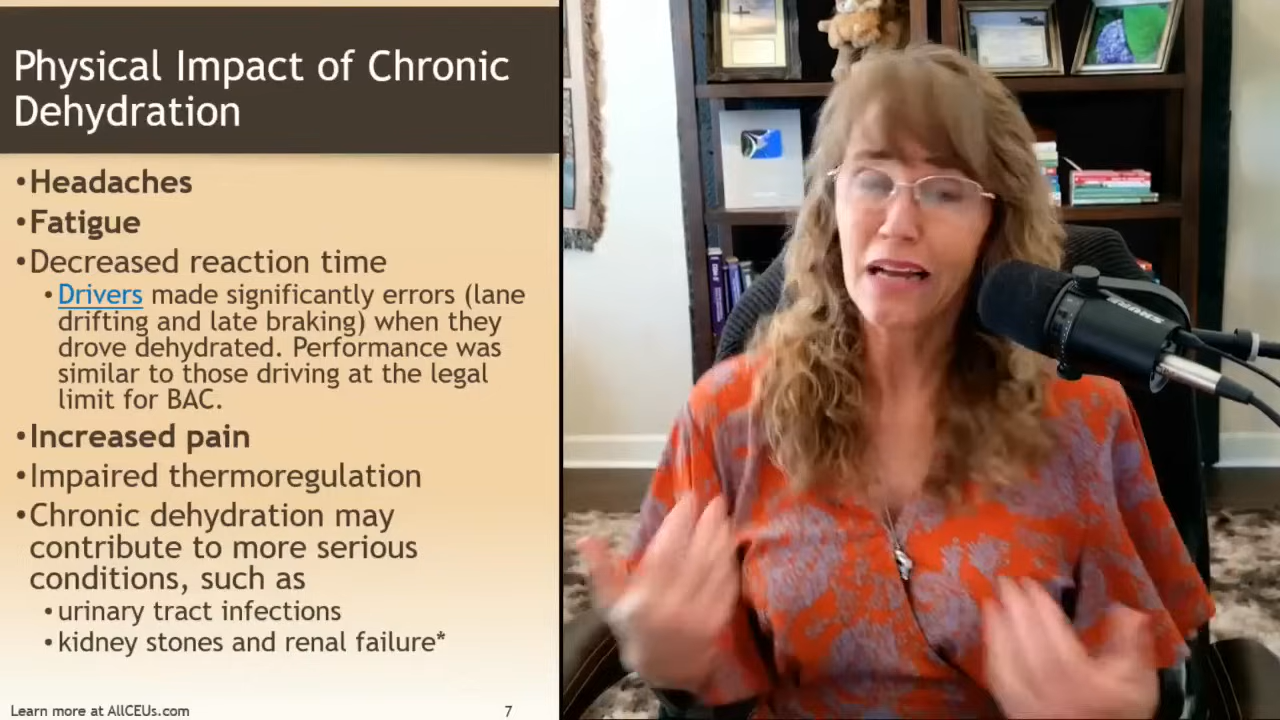 Physical Impact of Chronic
Dehydration
•Headaches
•Fatigue
•Decreased reaction time
•Drivers made significantly errors (lane
drifting and late braking) when they
drove dehydrated. Performance was
similar to those driving at the legal
limit for BAC.
•Increased pain
•Impaired thermoregulation
•Chronic dehydration may
contribute to more serious
conditions, such as
•urinary tract infections
•kidney stones and renal failure*
Learn more at AllCEUs.com
7
SHURE